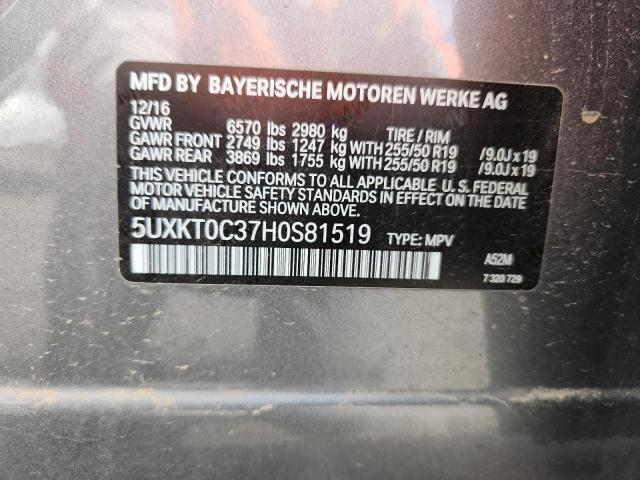 MFD BY BAYERISCHE MOTOREN WERKE AG
12/16
GVWR 6570 lbs 2980 kg TIRE / RIM
GAWR FRONT 2749 lbs 1247 kg WITH 255/50 R19 /9.0J x 19
GAWR REAR 3869 lbs 1755 kg WITH 255/50 R19 /9.0J x 19
THIS VEHICLE CONFORMS TO ALL APPLICABLE U. S. FEDERAL
MOTOR VEHICLE SAFETY STANDARDS IN EFFECT ON THE DATE
OF MANUFACTURE SHOWN ABOVE.
5UXKT0C37H0S81519 TYPE: MPV
A52M
7 320 729